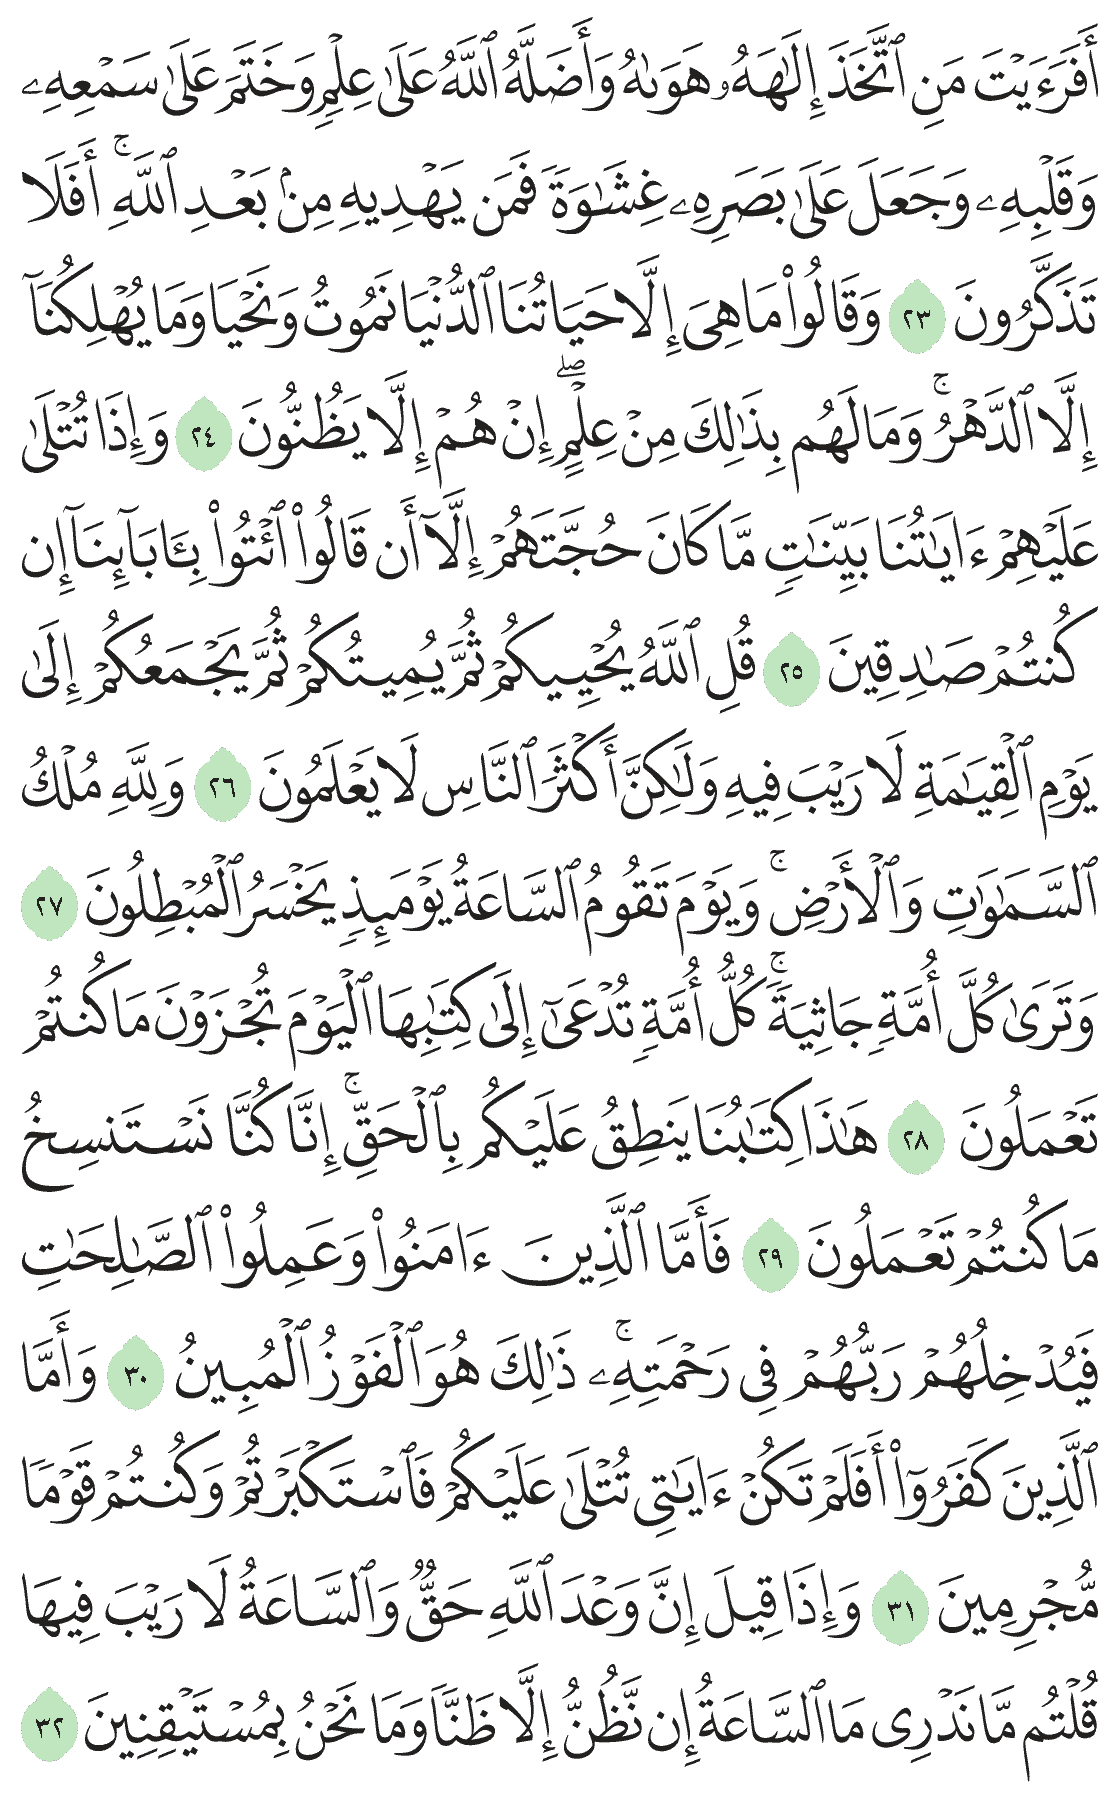 أَفَرَءَيْتَ مَنِ ٱتَّخَذَ إِلَٰهَهُۥ هَوَىٰهُ وَأَضَلَّهُ ٱللَّهُ عَلَىٰ عِلْمٍ وَخَتَمَ عَلَىٰ سَمْعِهِۦ
وَقَلْبِهِۦ وَجَعَلَ عَلَىٰ بَصَرِهِۦ غِشَٰوَةً فَمَن يَهْدِيهِ مِنۢ بَعْدِ ٱللَّهِ ۚ أَفَلَا
تَذَكَّرُونَ ٢٣ وَقَالُوا۟ مَا هِىَ إِلَّا حَيَاتُنَا ٱلدُّنْيَا نَمُوتُ وَنَحْيَا وَمَا يُهْلِكُنَآ
إِلَّا ٱلدَّهْرُ ۚ وَمَا لَهُم بِذَٰلِكَ مِنْ عِلْمٍ ۖ إِنْ هُمْ إِلَّا يَظُنُّونَ ٢٤ وَإِذَا تُتْلَىٰ
عَلَيْهِمْ ءَايَٰتُنَا بَيِّنَٰتٍ مَّا كَانَ حُجَّتَهُمْ إِلَّآ أَن قَالُوا۟ ٱئْتُوا۟ بِـَٔابَآئِنَآ إِن
كُنتُمْ صَٰدِقِينَ ٢٥ قُلِ ٱللَّهُ يُحْيِيكُمْ ثُمَّ يُمِيتُكُمْ ثُمَّ يَجْمَعُكُمْ إِلَىٰ
يَوْمِ ٱلْقِيَٰمَةِ لَا رَيْبَ فِيهِ وَلَٰكِنَّ أَكْثَرَ ٱلنَّاسِ لَا يَعْلَمُونَ ٢٦ وَلِلَّهِ مُلْكُ
ٱلسَّمَٰوَٰتِ وَٱلْأَرْضِ ۚ وَيَوْمَ تَقُومُ ٱلسَّاعَةُ يَوْمَئِذٍ يَخْسَرُ ٱلْمُبْطِلُونَ ٢٧
وَتَرَىٰ كُلَّ أُمَّةٍ جَاثِيَةً ۚ كُلُّ أُمَّةٍ تُدْعَىٰٓ إِلَىٰ كِتَٰبِهَا ٱلْيَوْمَ تُجْزَوْنَ مَا كُنتُمْ
تَعْمَلُونَ ٢٨ هَٰذَا كِتَٰبُنَا يَنطِقُ عَلَيْكُم بِٱلْحَقِّ ۚ إِنَّا كُنَّا نَسْتَنسِخُ
مَا كُنتُمْ تَعْمَلُونَ ٢٩ فَأَمَّا ٱلَّذِينَ ءَامَنُوا۟ وَعَمِلُوا۟ ٱلصَّٰلِحَٰتِ
فَيُدْخِلُهُمْ رَبُّهُمْ فِى رَحْمَتِهِۦ ۚ ذَٰلِكَ هُوَ ٱلْفَوْزُ ٱلْمُبِينُ ٣٠ وَأَمَّا
ٱلَّذِينَ كَفَرُوٓا۟ أَفَلَمْ تَكُنْ ءَايَٰتِى تُتْلَىٰ عَلَيْكُمْ فَٱسْتَكْبَرْتُمْ وَكُنتُمْ قَوْمًا
مُّجْرِمِينَ ٣١ وَإِذَا قِيلَ إِنَّ وَعْدَ ٱللَّهِ حَقٌّ وَٱلسَّاعَةُ لَا رَيْبَ فِيهَا
قُلْتُم مَّا نَدْرِى مَا ٱلسَّاعَةُ إِن نَّظُنُّ إِلَّا ظَنًّا وَمَا نَحْنُ بِمُسْتَيْقِنِينَ ٣٢